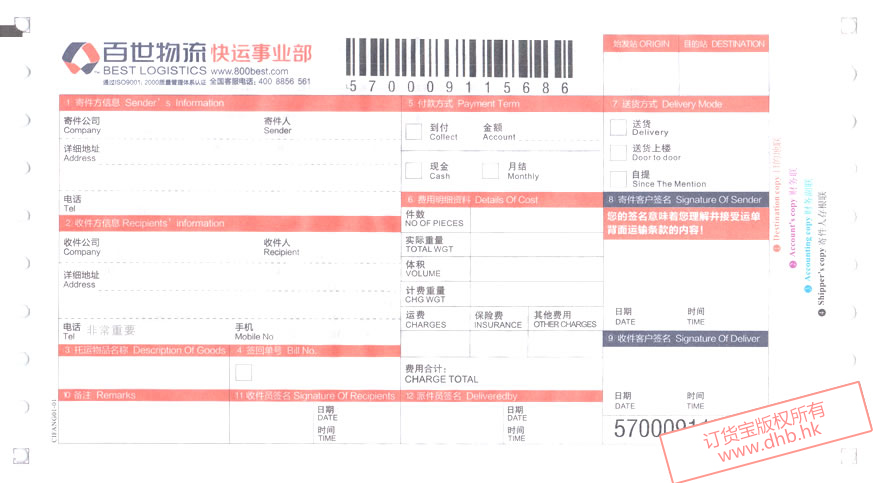 百世物流快运事业部
BEST LOGISTICS www.800best.com
通过ISO9001: 2000质量管理体系认证 全国客服电话: 400 8856 561
570009115686
始发站 ORIGIN 目的站 DESTINATION
1 寄件方信息 Sender's Information
寄件公司 寄件人
Company Sender
详细地址
Address
电话
Tel
2 收件方信息 Recipients' information
收件公司 收件人
Company Recipient
详细地址
Address
电话 非常重要 手机
Tel Mobile No
3 托运物品名称 Description Of Goods 4 签回单号 Bill No.
10 备注 Remarks 11 收件员签名 Signature Of Recipients
日期
DATE
时间
TIME
5 付款方式 Payment Term
到付 金额
Collect Account
现金 月结
Cash Monthly
6 费用明细资料 Details Of Cost
件数
NO OF PIECES
实际重量
TOTAL WGT
体积
VOLUME
计费重量
CHG WGT
运费 保险费 其他费用
CHARGES INSURANCE OTHER CHARGES
费用合计:
CHARGE TOTAL
12 派件员签名 Deliveredby
日期
DATE
时间
TIME
7 送货方式 Delivery Mode
送货
Delivery
送货上楼
Door to door
自提
Since The Mention
8 寄件客户签名 Signature Of Sender
您的签名意味着您理解并接受运单
背面运输条款的内容!
日期 时间
DATE TIME
9 收件客户签名 Signature Of Deliver
日期 时间
DATE TIME
1 Destination copy 目的地联
2 Account's copy 财务联
3 Accounting copy 财务副联
4 Shipper's copy 寄件人存根联
订货宝版权所有
www.dhb.hk